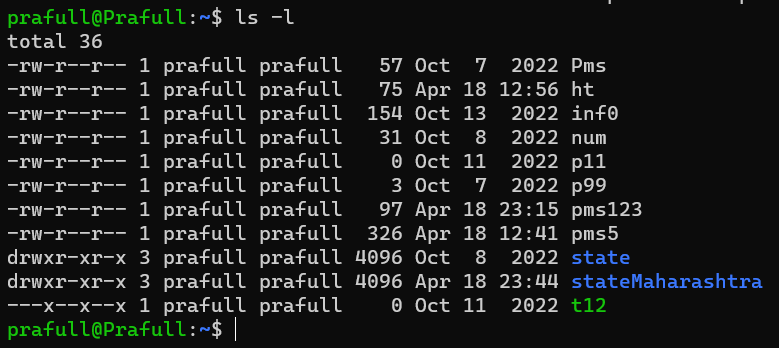 prafull@Prafull:~$ ls -l
total 36
-rw-r--r-- 1 prafull prafull   57 Oct  7  2022 Pms
-rw-r--r-- 1 prafull prafull   75 Apr 18 12:56 ht
-rw-r--r-- 1 prafull prafull  154 Oct 13  2022 inf0
-rw-r--r-- 1 prafull prafull   31 Oct  8  2022 num
-rw-r--r-- 1 prafull prafull    0 Oct 11  2022 p11
-rw-r--r-- 1 prafull prafull    3 Oct  7  2022 p99
-rw-r--r-- 1 prafull prafull   97 Apr 18 23:15 pms123
-rw-r--r-- 1 prafull prafull  326 Apr 18 12:41 pms5
drwxr-xr-x 3 prafull prafull 4096 Oct  8  2022 state
drwxr-xr-x 3 prafull prafull 4096 Apr 18 23:44 stateMaharashtra
---x--x--x 1 prafull prafull    0 Oct 11  2022 t12
prafull@Prafull:~$